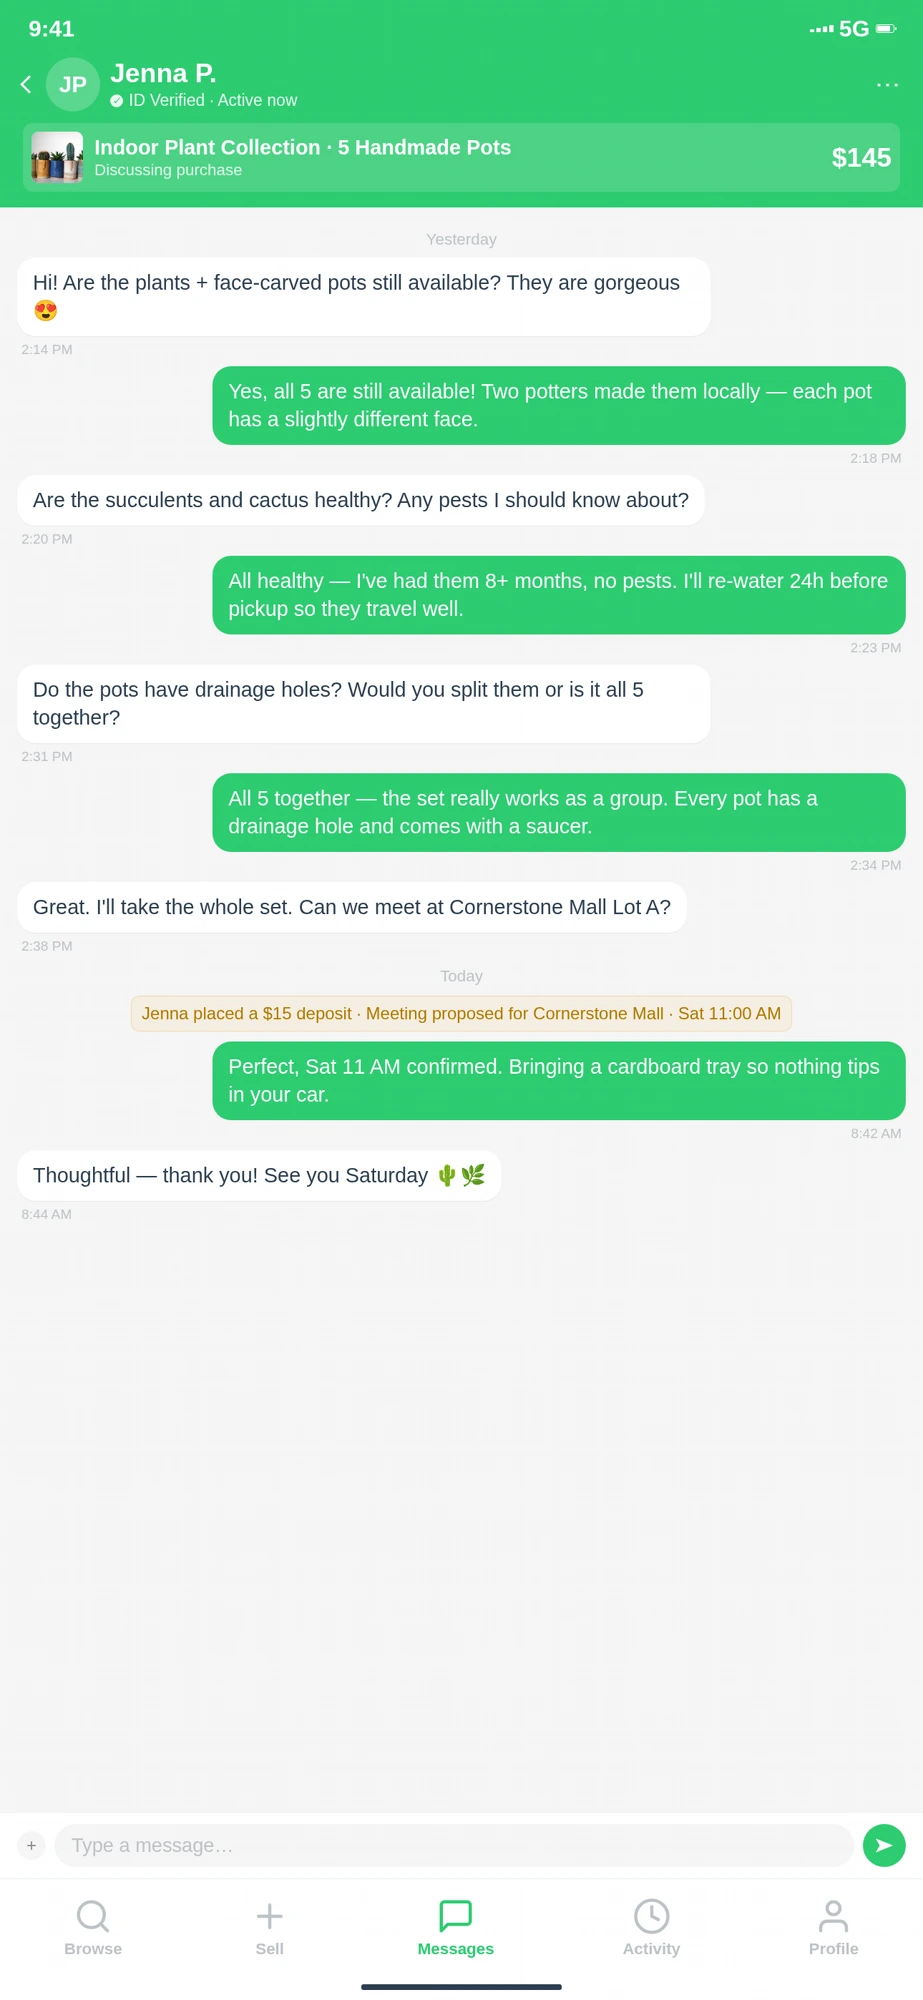 9:41
5G
JP
Jenna P.
ID Verified · Active now
...
Indoor Plant Collection · 5 Handmade Pots
Discussing purchase
$145
Yesterday
Hi! Are the plants + face-carved pots still available? They are gorgeous
😍
2:14 PM
Yes, all 5 are still available! Two potters made them locally — each pot
has a slightly different face.
2:18 PM
Are the succulents and cactus healthy? Any pests I should know about?
2:20 PM
All healthy — I've had them 8+ months, no pests. I'll re-water 24h before
pickup so they travel well.
2:23 PM
Do the pots have drainage holes? Would you split them or is it all 5
together?
2:31 PM
All 5 together — the set really works as a group. Every pot has a
drainage hole and comes with a saucer.
2:34 PM
Great. I'll take the whole set. Can we meet at Cornerstone Mall Lot A?
2:38 PM
Today
Jenna placed a $15 deposit · Meeting proposed for Cornerstone Mall · Sat 11:00 AM
Perfect, Sat 11 AM confirmed. Bringing a cardboard tray so nothing tips
in your car.
8:42 AM
Thoughtful — thank you! See you Saturday 🌵🌿
8:44 AM
+
Type a message…
Browse
Sell
Messages
Activity
Profile